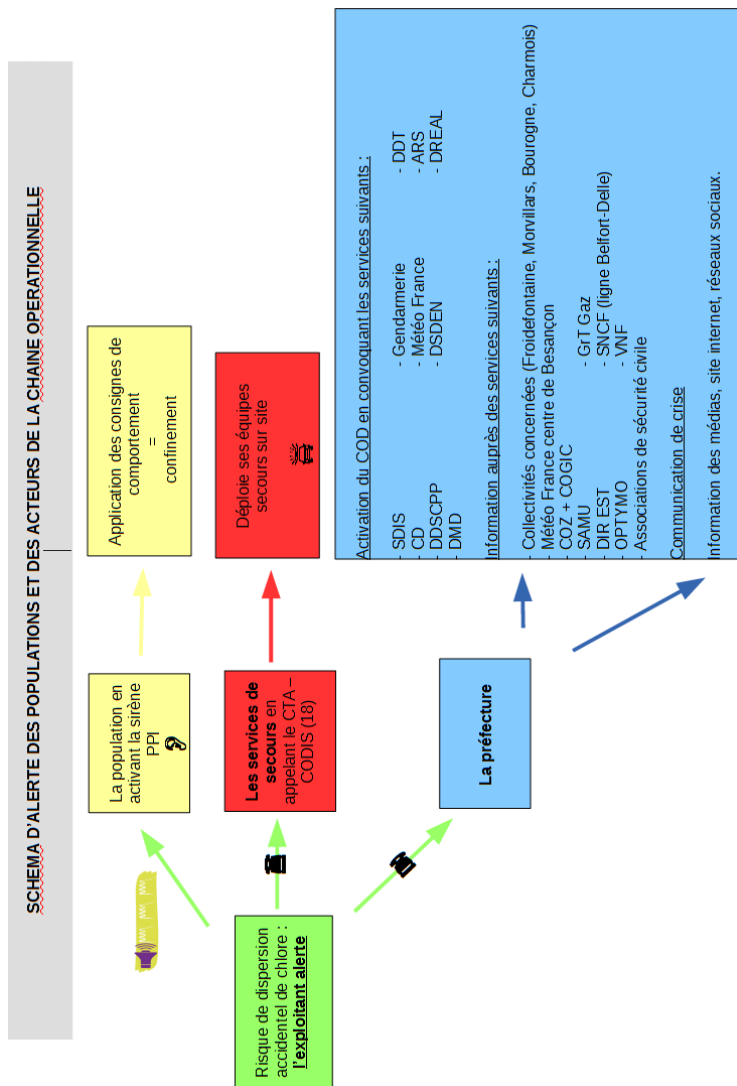 SCHEMA D'ALERTE DES POPULATIONS ET DES ACTEURS DE LA CHAINE OPERATIONNELLE
Risque de dispersion
accidentel de chlore :
l'exploitant alerte
La population en
activant la sirène
PPI
Application des consignes de
comportement
=
confinement
Les services de
secours en
appelant le CTA –
CODIS (18)
Déploie ses équipes
secours sur site
La préfecture
Activation du COD en convoquant les services suivants :
- SDIS - Gendarmerie - DDT
- CD - Météo France - ARS
- DDSCPP - DSDEN - DREAL
- DMD
Information auprès des services suivants :
- Collectivités concernées (Froidefontaine, Morvillars, Bourogne, Charmois)
- Météo France centre de Besançon
- COZ + COGIC
- SAMU - GrT Gaz
- DIR EST - SNCF (ligne Belfort-Delle)
- OPTYMO - VNF
- Associations de sécurité civile
Communication de crise
Information des médias, site internet, réseaux sociaux.